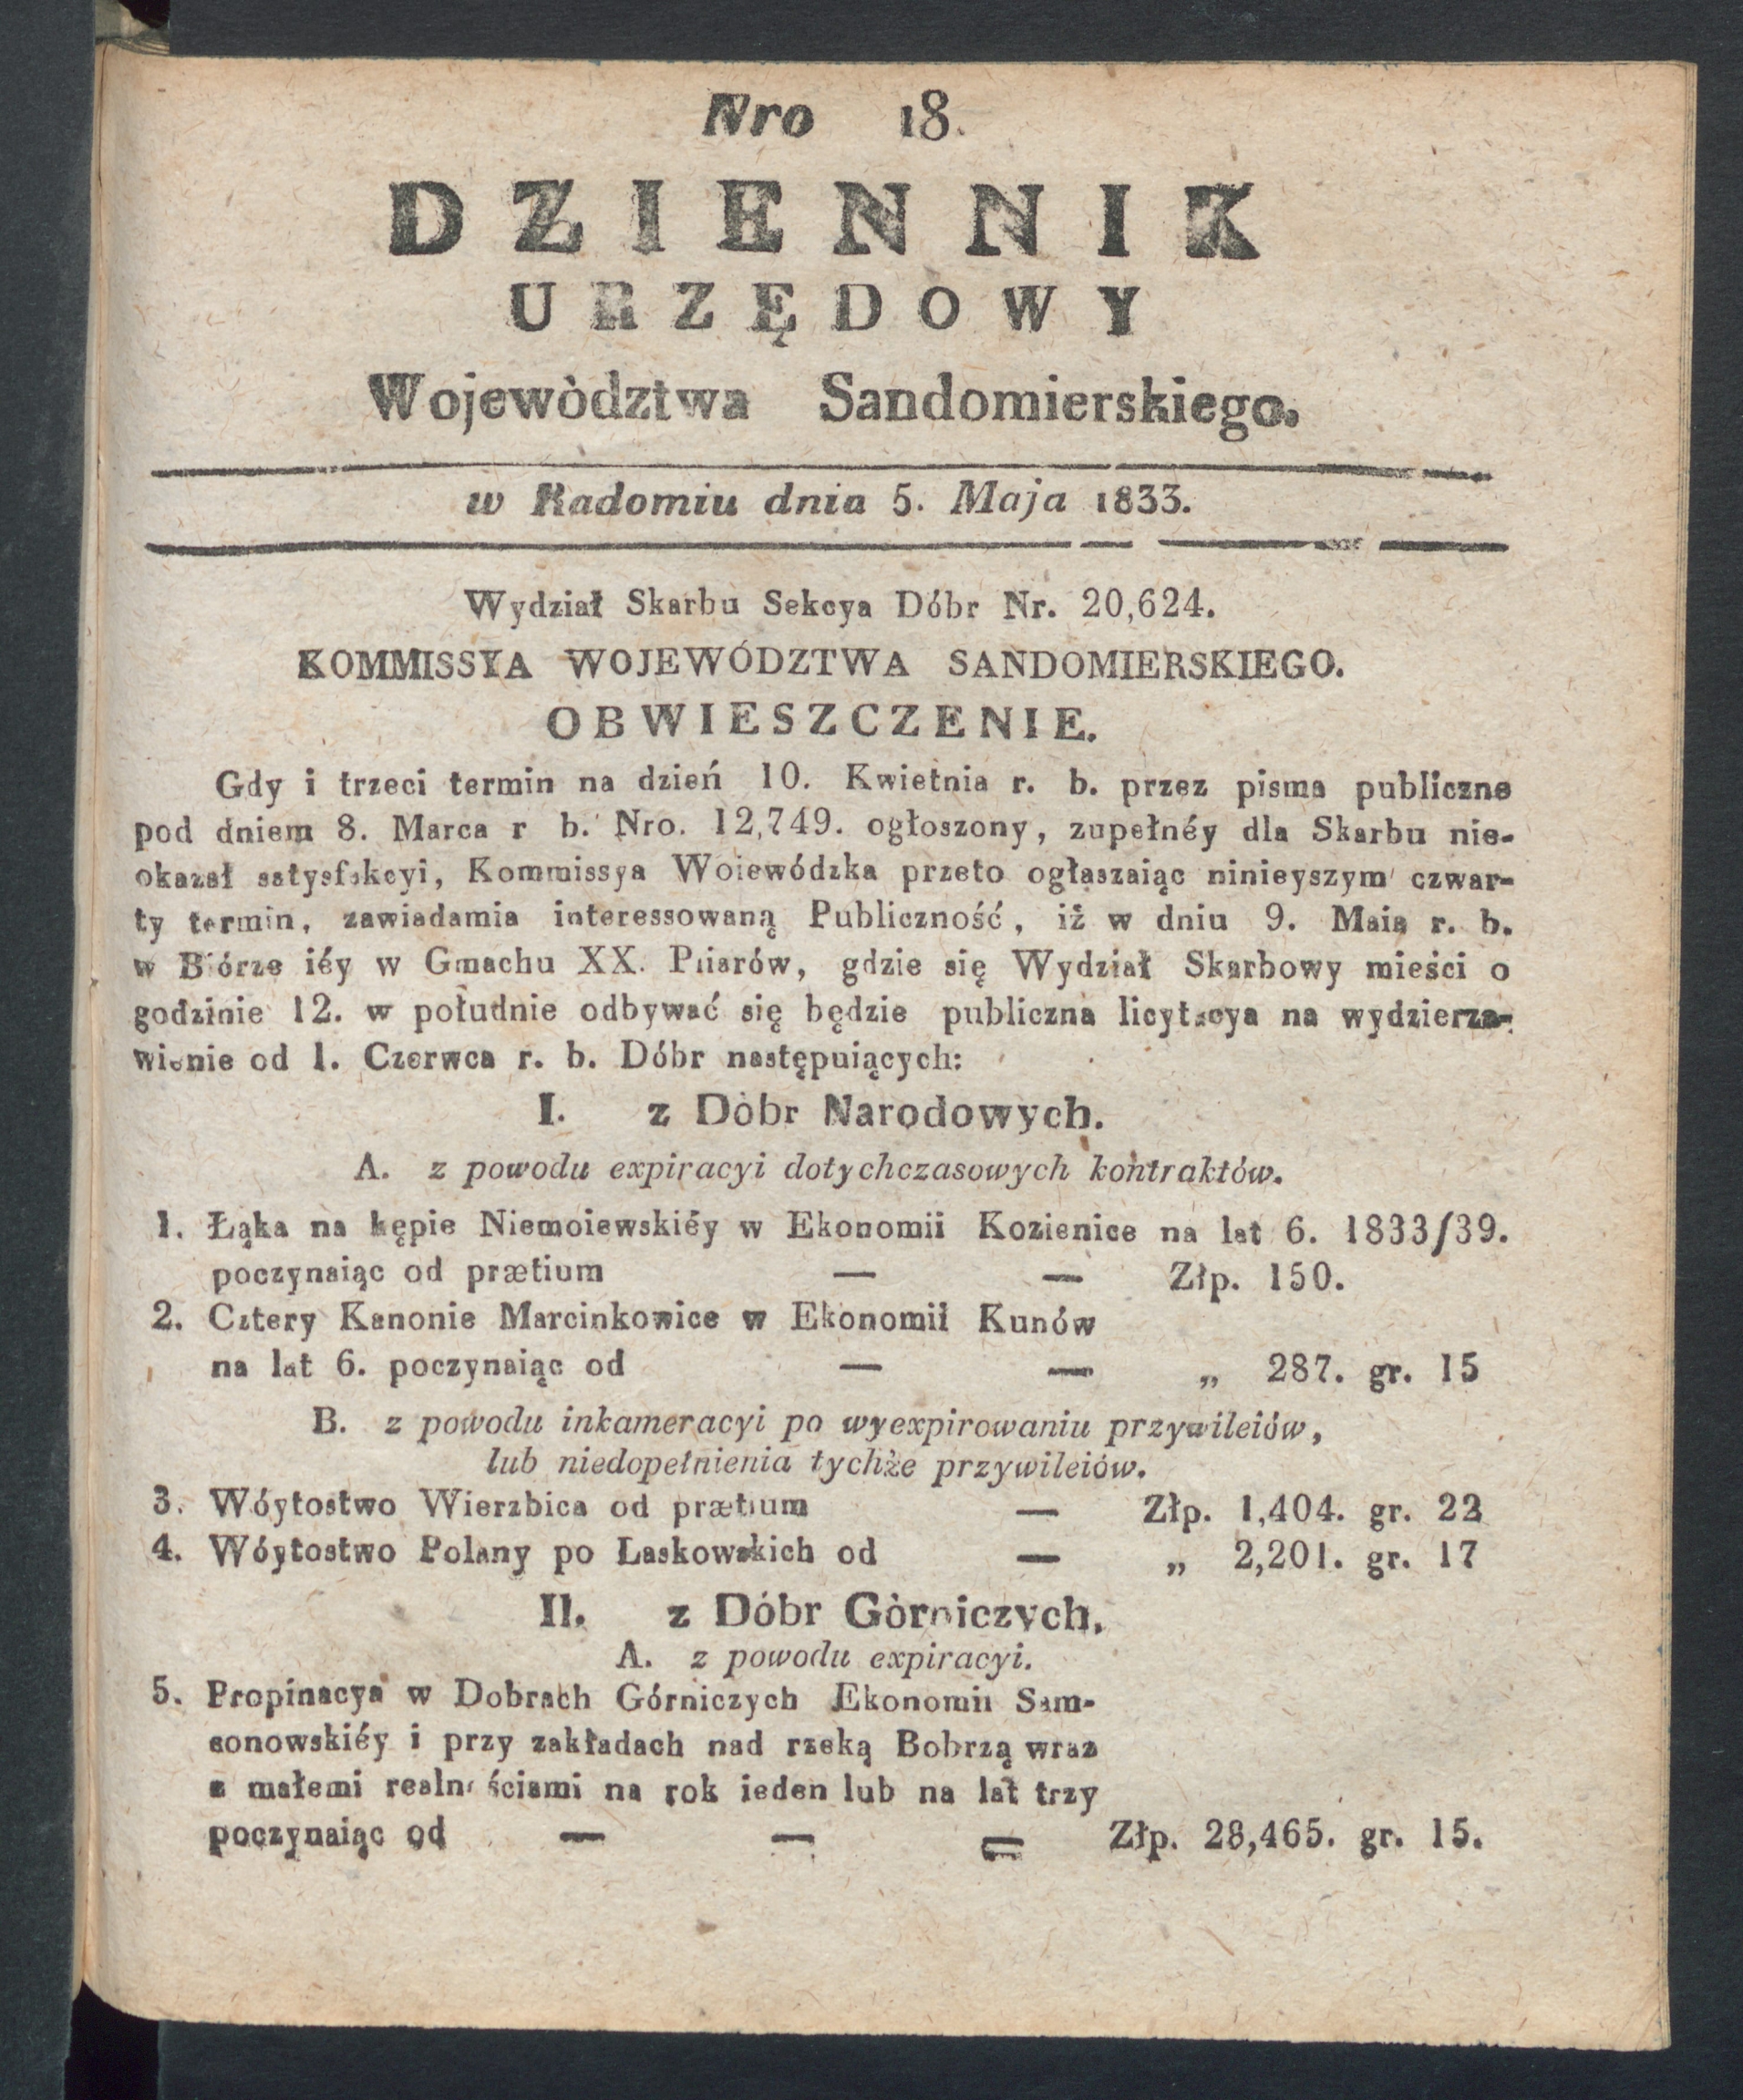 Nro 18.
DZIENNIK
URZĘDOWY
Wojewòdztwa Sandomierskiego.
w Radomiu dnia 5. Maja 1833.
Wydział Skarbu Sekcya Dóbr Nr. 20,624.
KOMMISSYA WOJEWÓDZTWA SANDOMIERSKIEGO.
OBWIESZCZENIE.
Gdy i trzeci termin na dzień 10. Kwietnia r. b. przez pisma publiczne
pod dniem 8. Marca r b. Nro. 12,749. ogłoszony, zupełnéy dla Skarbu nie-
okazał satysfakcyi, Kommissya Woiewódzka przeto ogłaszaiąc ninieyszym czwar-
ty termin, zawiadamia interessowaną Publiczność, iż w dniu 9. Maia r. b.
w Biórze iéy w Gmachu XX. Piiarów, gdzie się Wydział Skarbowy mieści o
godzinie 12. w południe odbywać się będzie publiczna licytacya na wydzierza-
wienie od 1. Czerwca r. b. Dóbr następuiących:
I. z Dòbr Narodowych.
A. z powodu expiracyi dotychczasowych kontraktów.
1. Łąka na kępie Niemoiewskiéy w Ekonomii Kozienice na lat 6. 1833/39.
poczynaiąc od prætium — — Złp. 150.
2. Cztery Kanonie Marcinkowice w Ekonomii Kunów
na lat 6. poczynaiąc od — — „ 287. gr. 15
B. z powodu inkameracyi po wyexpirowaniu przywileiów,
lub niedopełnienia tychże przywileiów.
3. Wóytostwo Wierzbica od prætium — Złp. 1,404. gr. 22
4. Wóytostwo Polany po Laskowskich od — „ 2,201. gr. 17
II. z Dóbr Gòrniczych.
A. z powodu expiracyi.
5. Propinacya w Dobrach Górniczych Ekonomii Sam-
sonowskiéy i przy zakładach nad rzeką Bobrzą wraz
z małemi realnościami na rok ieden lub na lat trzy
poczynaiąc od — — — Złp. 28,465. gr. 15.